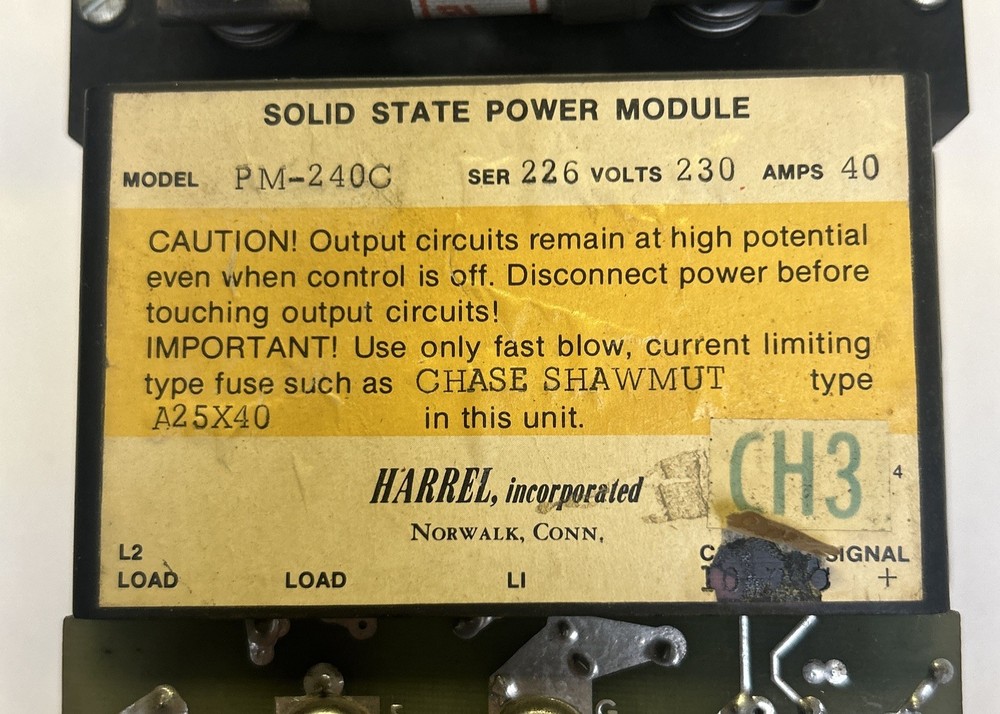 SOLID STATE POWER MODULE
MODEL PM-240C SER 226 VOLTS 230 AMPS 40
CAUTION! Output circuits remain at high potential
even when control is off. Disconnect power before
touching output circuits!
IMPORTANT! Use only fast blow, current limiting
type fuse such as CHASE SHAWMUT type
A25X40 in this unit.
CH3
4
HARREL, incorporated
NORWALK, CONN.
L2
LOAD LOAD L1
SIGNAL
+